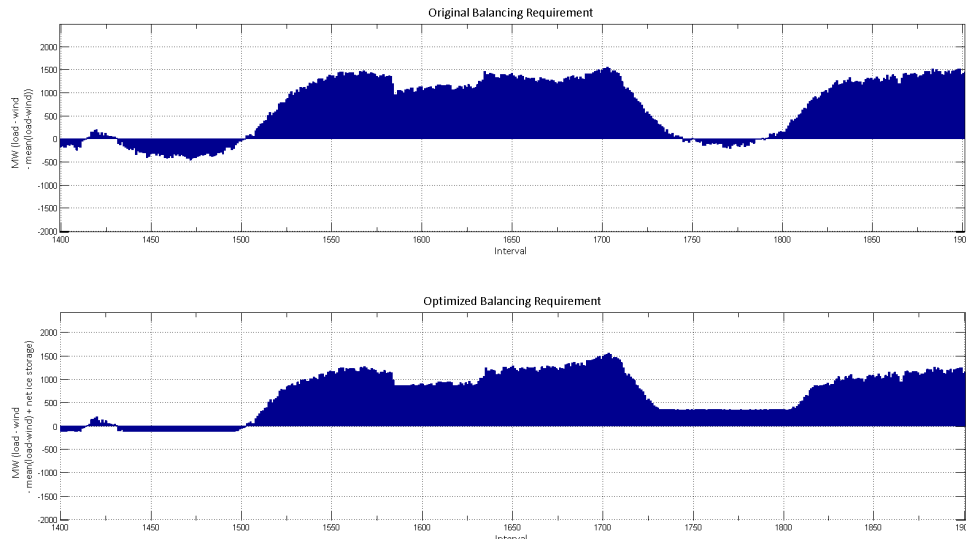 Original Balancing Requirement
MW (load - wind
- mean(load-wind))
2000
1500
1000
500
0
-500
-1000
-1500
-2000
1400 1450 1500 1550 1600 1650 1700 1750 1800 1850 190
Interval
Optimized Balancing Requirement
MW (load - wind
- mean(load-wind) + net ice storage)
2000
1500
1000
500
0
-500
-1000
-1500
-2000
1400 1450 1500 1550 1600 1650 1700 1750 1800 1850 190
Interval